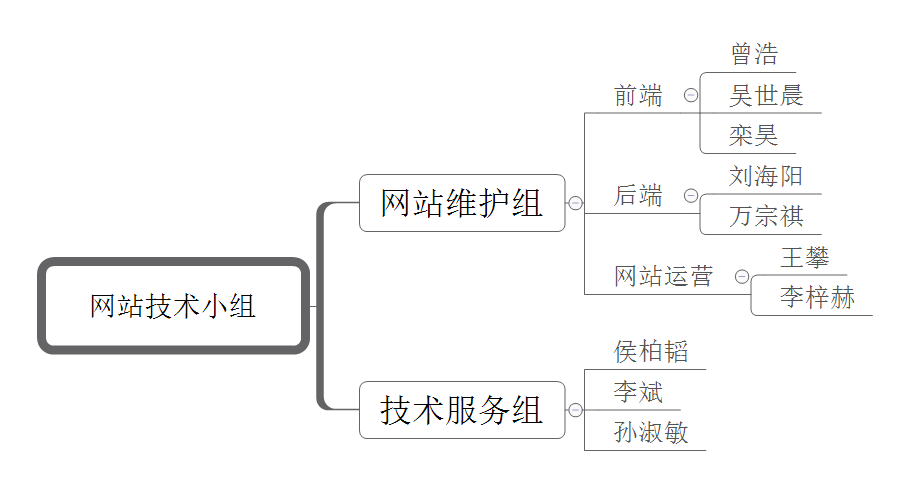 网站技术小组
网站维护组
前端
曾浩
吴世晨
栾昊
后端
刘海阳
万宗祺
网站运营
王攀
李梓赫
技术服务组
侯柏韬
李斌
孙淑敏